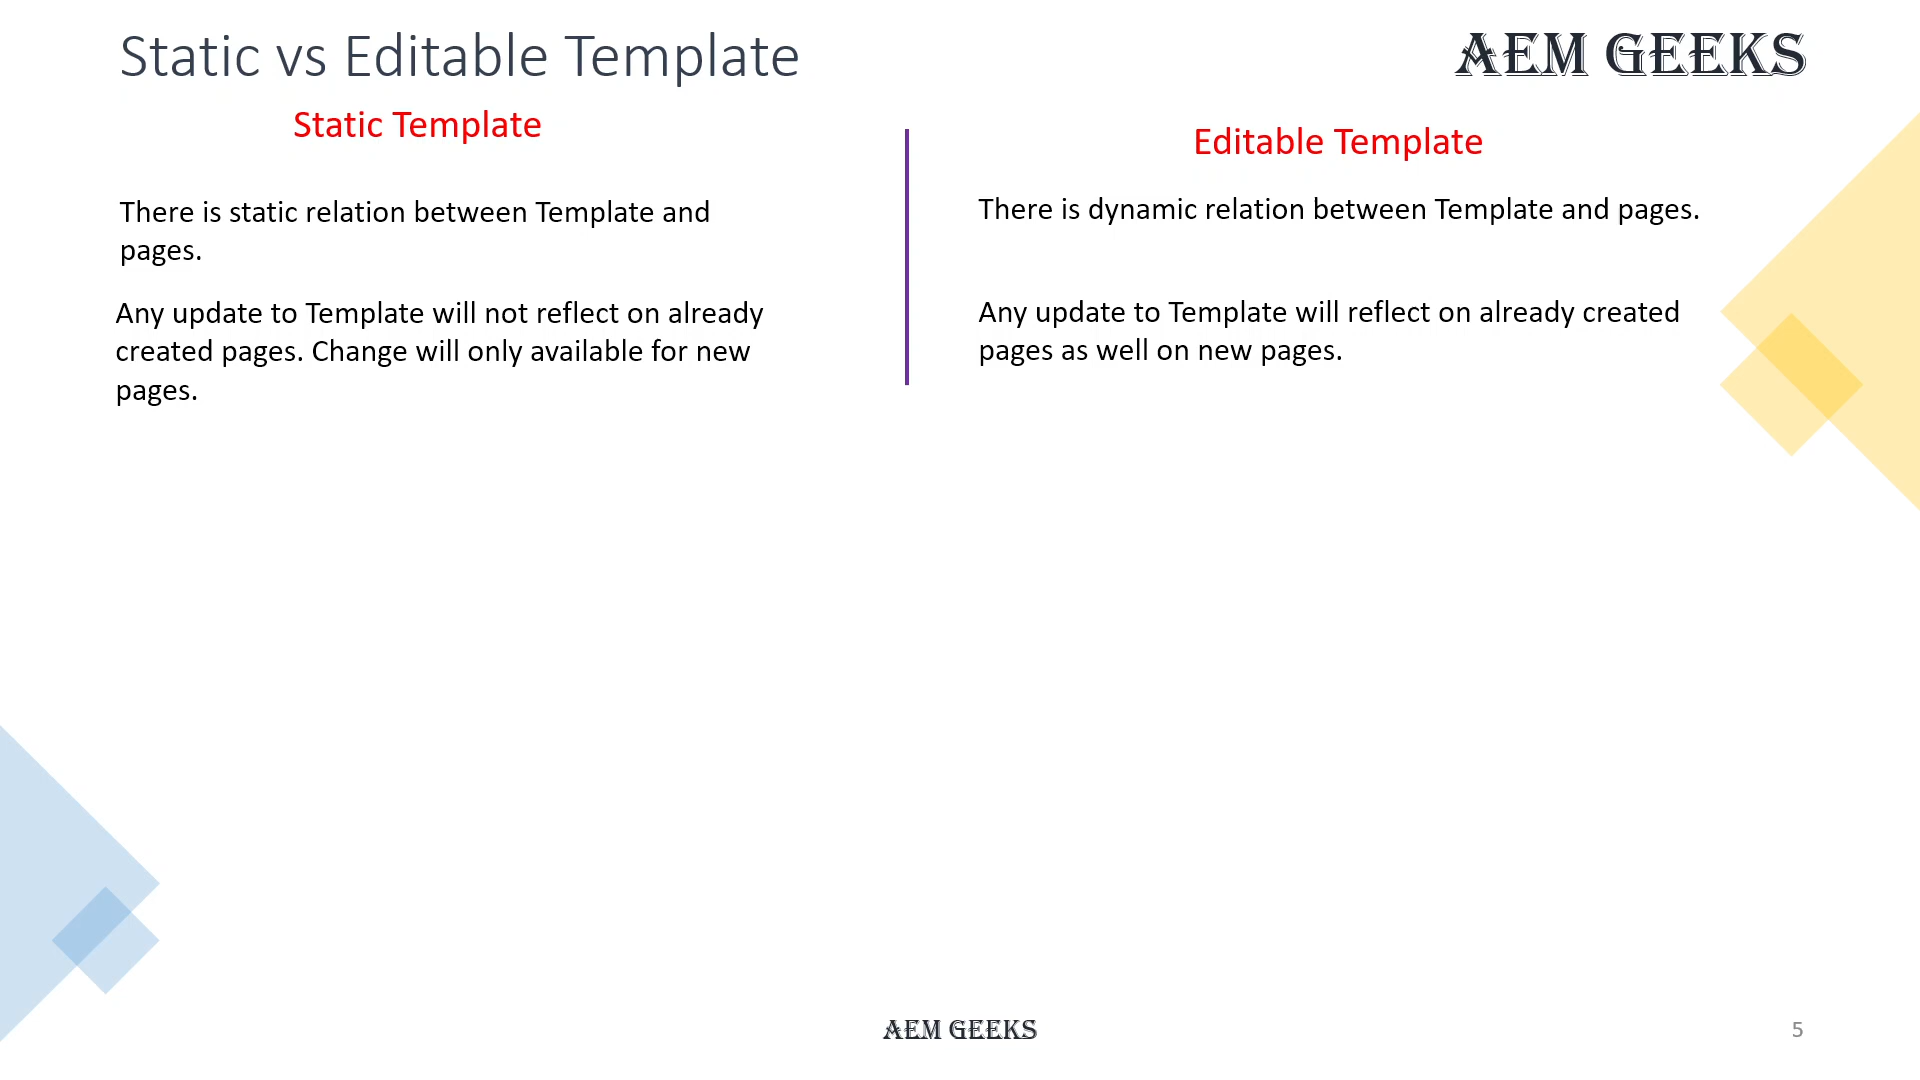 Static vs Editable Template
AEM GEEKS
Static Template
There is static relation between Template and
pages.
Any update to Template will not reflect on already
created pages. Change will only available for new
pages.
Editable Template
There is dynamic relation between Template and pages.
Any update to Template will reflect on already created
pages as well on new pages.
AEM GEEKS
5